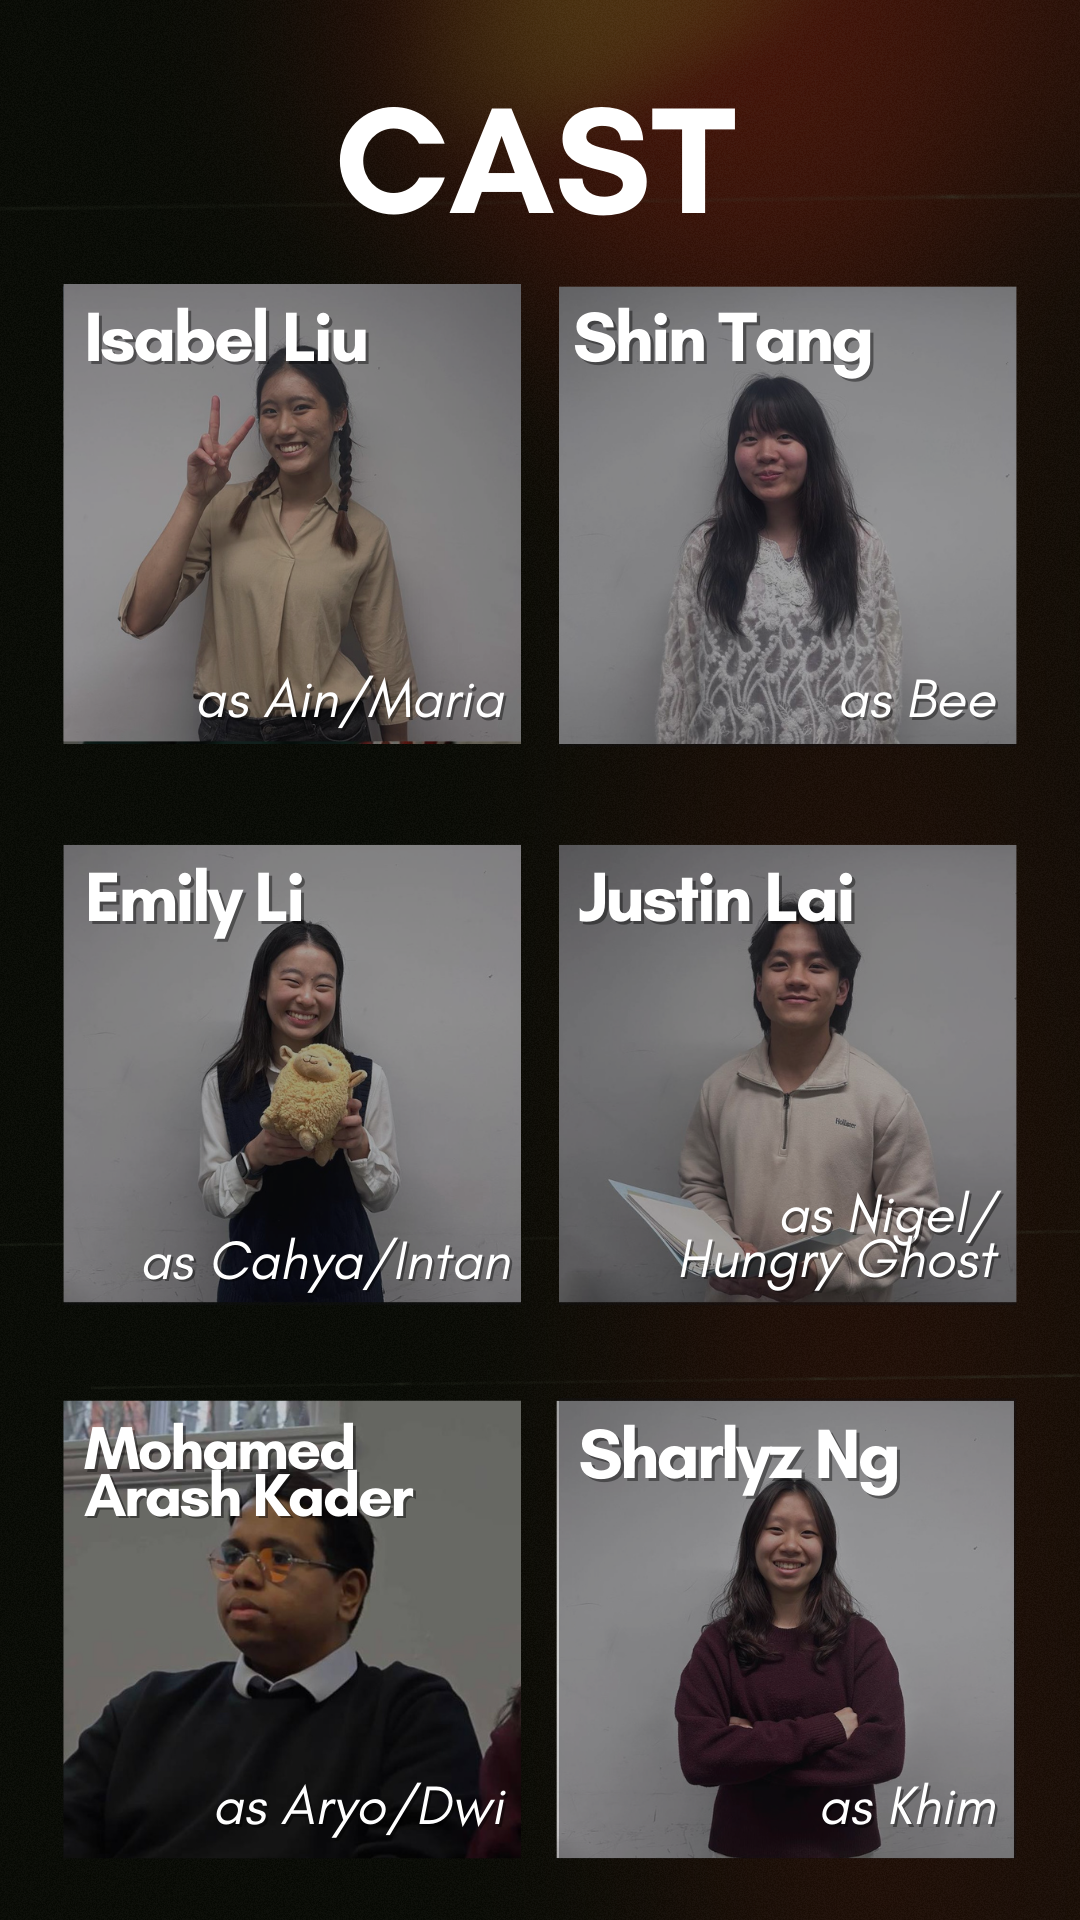 CAST
Isabel Liu
as Ain/Maria
Shin Tang
as Bee
Emily Li
as Cahya/Intan
Justin Lai
as Nigel/
Hungry Ghost
Mohamed
Arash Kader
as Aryo/Dwi
Sharlyz Ng
as Khim